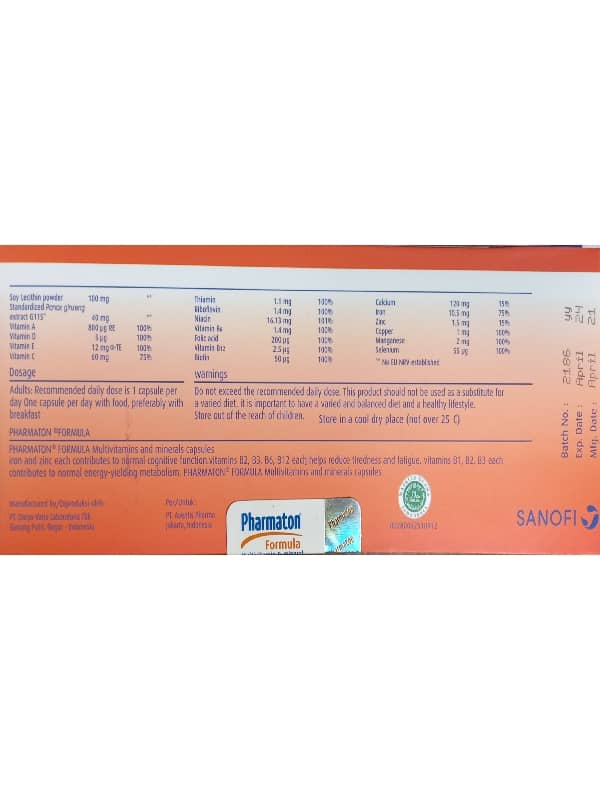 Soy Lecithin powder 100 mg **
Standardized Panax ginseng
extract G115® 40 mg **
Vitamin A 800 µg RE 100%
Vitamin D 5 µg 100%
Vitamin E 12 mg α-TE 100%
Vitamin C 60 mg 75%
Thiamin 1.1 mg 100%
Riboflavin 1.4 mg 100%
Niacin 16.13 mg 101%
Vitamin B6 1.4 mg 100%
Folic acid 200 µg 100%
Vitamin B12 2.5 µg 100%
Biotin 50 µg 100%
Calcium 120 mg 15%
Iron 10.5 mg 75%
Zinc 1.5 mg 15%
Copper 1 mg 100%
Manganese 2 mg 100%
Selenium 55 µg 100%
** No EU NRV established
Dosage
Adults: Recommended daily dose is 1 capsule per
day One capsule per day with food, preferably with
breakfast
warnings
Do not exceed the recommended daily dose. This product should not be used as a substitute for
a varied diet. it is important to have a varied and balanced diet and a healthy lifestyle.
Store out of the reach of children. Store in a cool dry place (not over 25 C)
PHARMATON ®FORMULA
PHARMATON® FORMULA Multivitamins and minerals capsules
iron and zinc each contributes to normal cognitive function.vitamins B2, B3, B6, B12 each helps reduce tiredness and fatigue. vitamins B1, B2, B3 each
contributes to normal energy-yielding metabolism. PHARMATON® FORMULA Multivitamins and minerals capsules
Manufactured by/Diproduksi oleh:
Bogor - Indonesia
Per/Untuk:
PT. Aventis Pharma
Jakarta, Indonesia
Pharmaton®
Formula
Pharmaton
Pharmaton
SANOFI
Batch No.: 2186 yy
Exp. Date: April 24
Mfg. Date: April 21